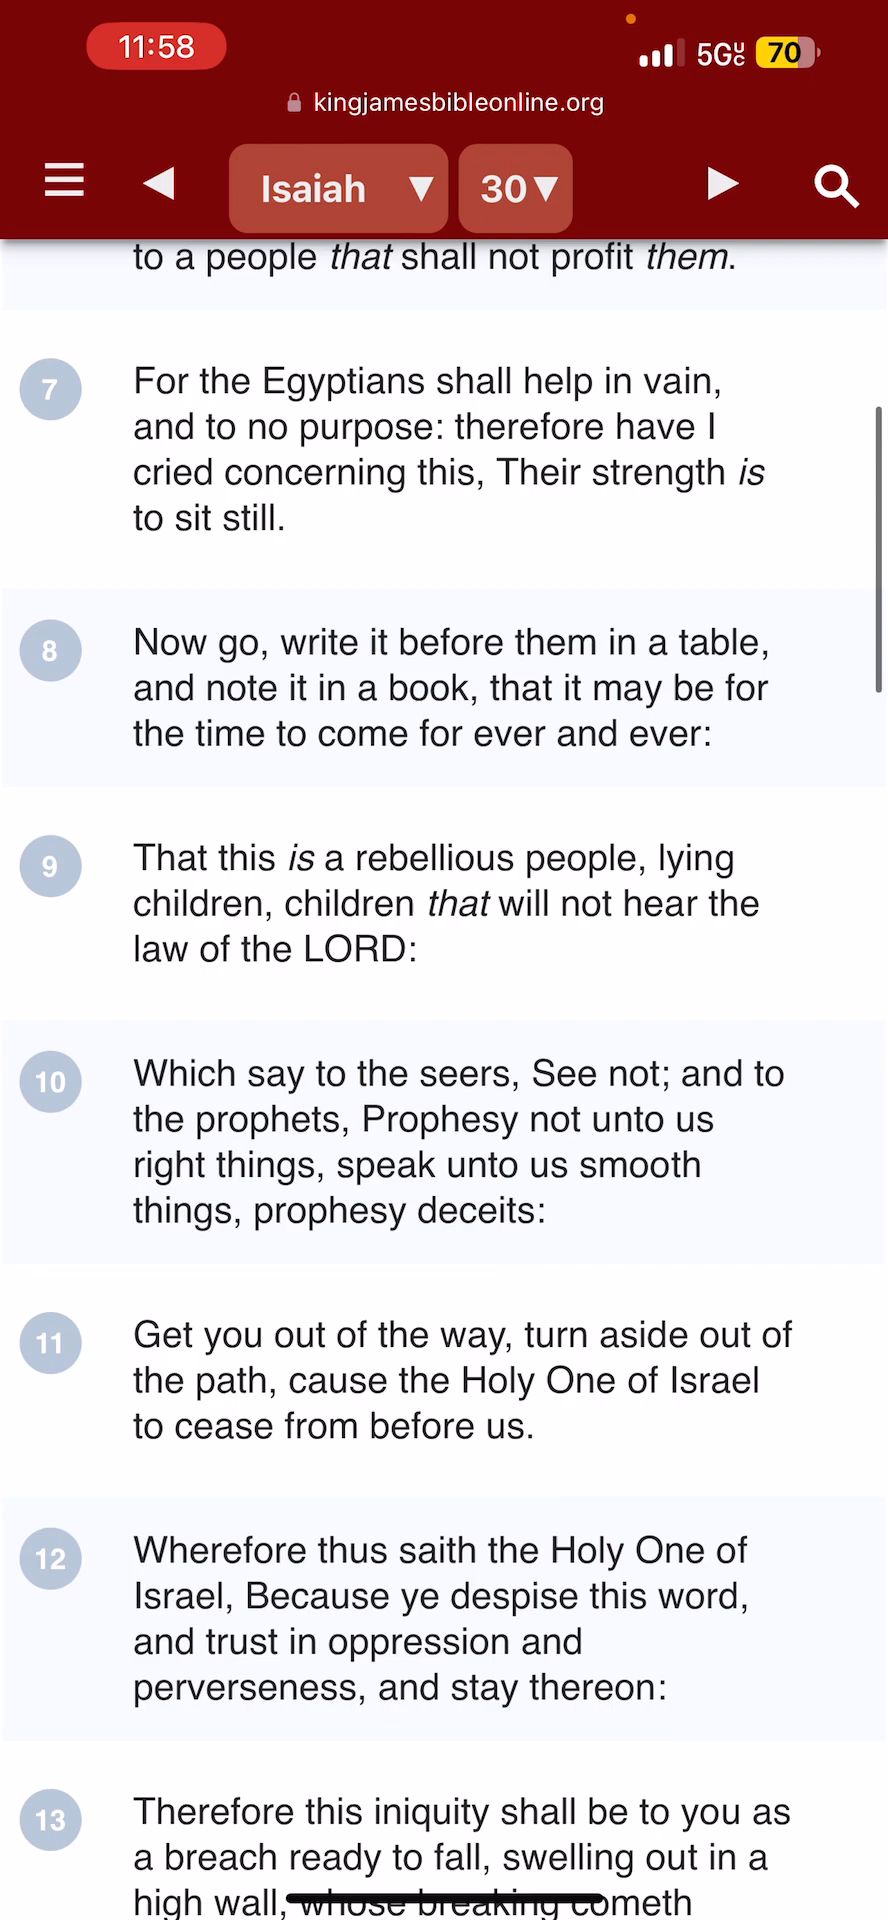 11:58
5GUC 70
kingjamesbibleonline.org
Isaiah ▼ 30▼
to a people that shall not profit them.
7 For the Egyptians shall help in vain,
and to no purpose: therefore have I
cried concerning this, Their strength is
to sit still.
8 Now go, write it before them in a table,
and note it in a book, that it may be for
the time to come for ever and ever:
9 That this is a rebellious people, lying
children, children that will not hear the
law of the LORD:
10 Which say to the seers, See not; and to
the prophets, Prophesy not unto us
right things, speak unto us smooth
things, prophesy deceits:
11 Get you out of the way, turn aside out of
the path, cause the Holy One of Israel
to cease from before us.
12 Wherefore thus saith the Holy One of
Israel, Because ye despise this word,
and trust in oppression and
perverseness, and stay thereon:
13 Therefore this iniquity shall be to you as
a breach ready to fall, swelling out in a
high wall, whose breaking cometh